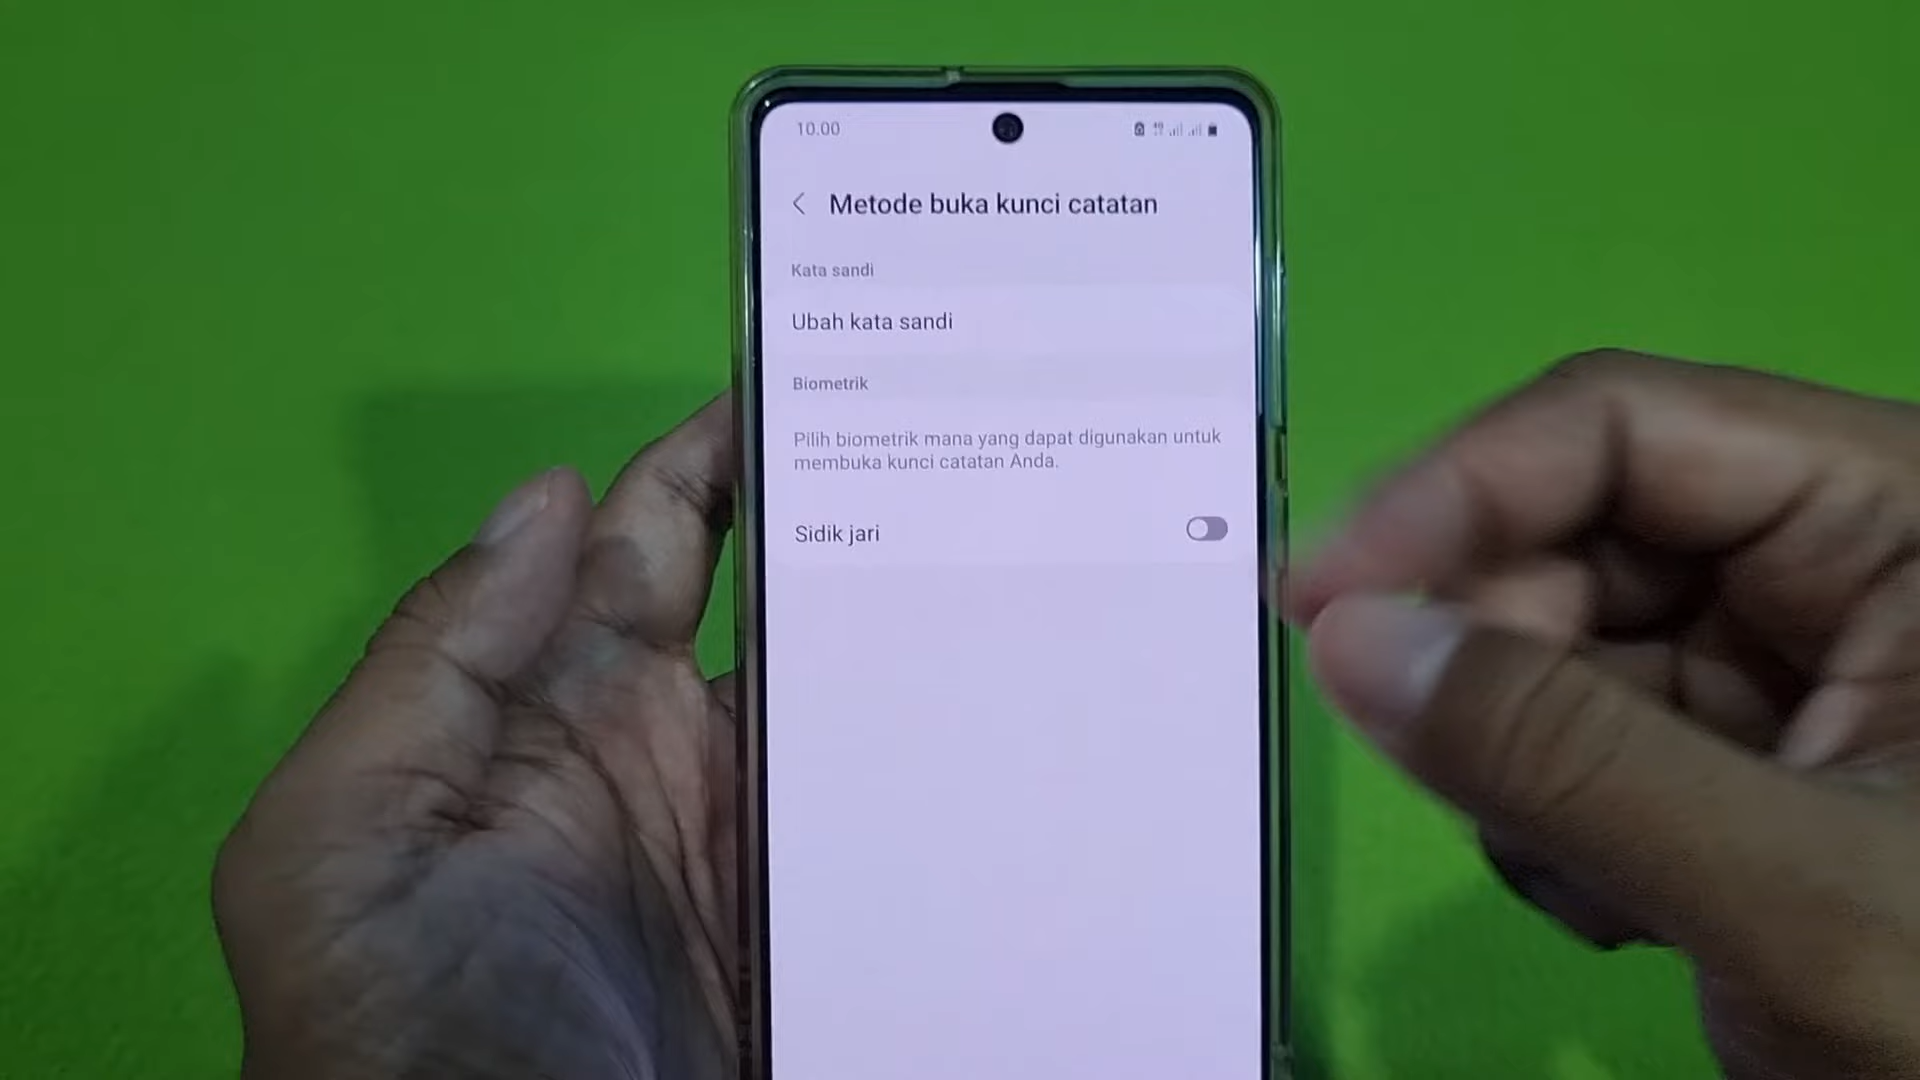 10.00
Metode buka kunci catatan
Kata sandi
Ubah kata sandi
Biometrik
Pilih biometrik mana yang dapat digunakan untuk
membuka kunci catatan Anda.
Sidik jari